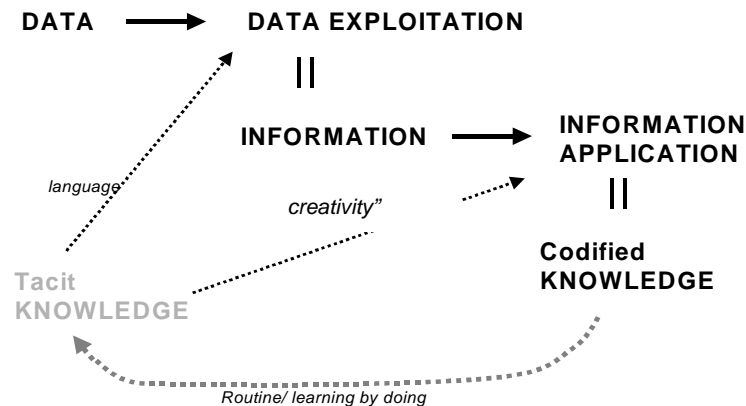 DATA
DATA EXPLOITATION
INFORMATION
INFORMATION
APPLICATION
language
creativity”
Tacit
KNOWLEDGE
Codified
KNOWLEDGE
Routine/ learning by doing